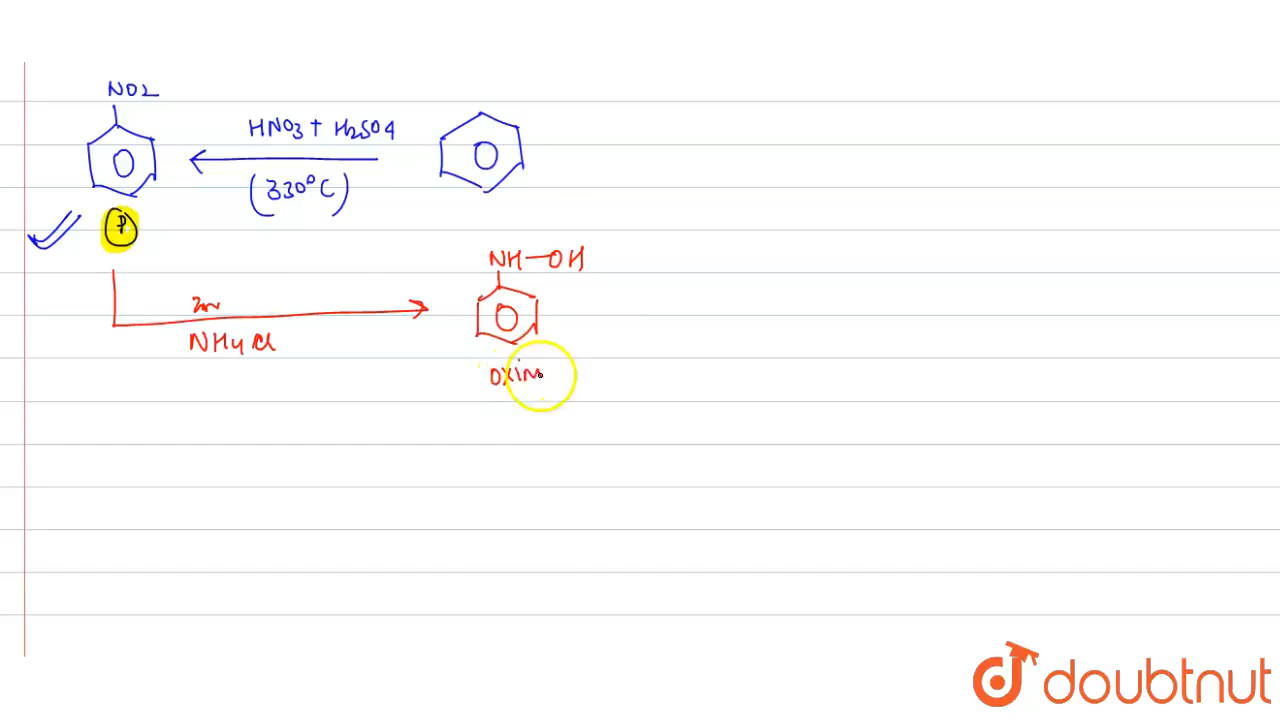 NO2
HNO3 + H2SO4
(330°C)
P
NH—OH
Zn
NH4Cl
oxim
doubtnut